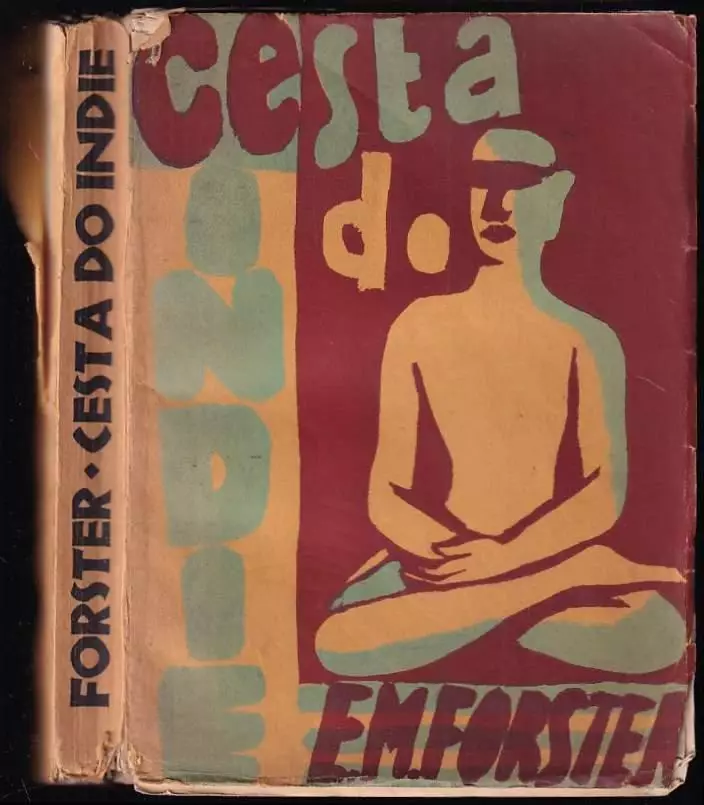 FORSTER · CESTA DO INDIE
Cesta
do
INDIE
E.M.FORSTER